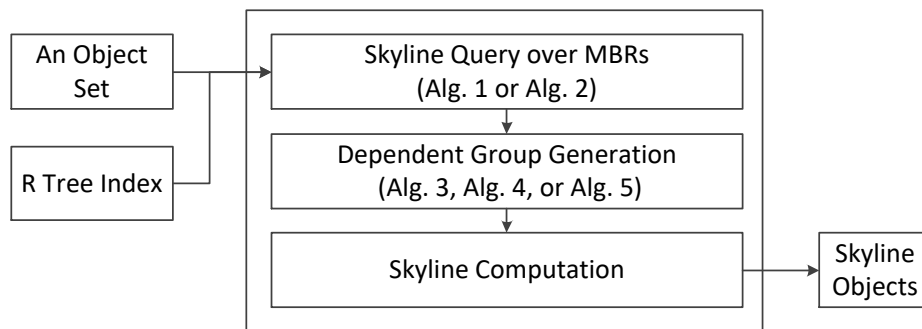 An Object
Set
R Tree Index
Skyline Query over MBRs
(Alg. 1 or Alg. 2)
Dependent Group Generation
(Alg. 3, Alg. 4, or Alg. 5)
Skyline Computation
Skyline
Objects